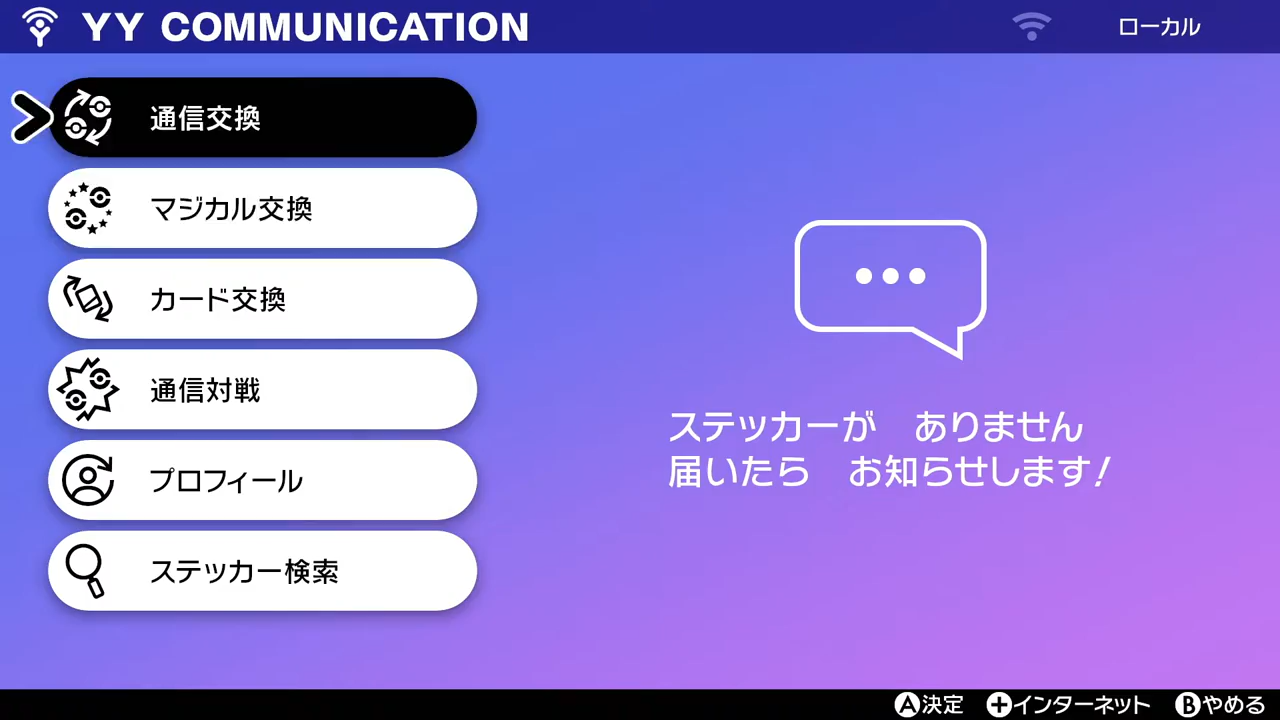 YY COMMUNICATION
ローカル
通信交換
マジカル交換
カード交換
通信対戦
プロフィール
ステッカー検索
ステッカーが　ありません
届いたら　お知らせします!
A決定 +インターネット Bやめる